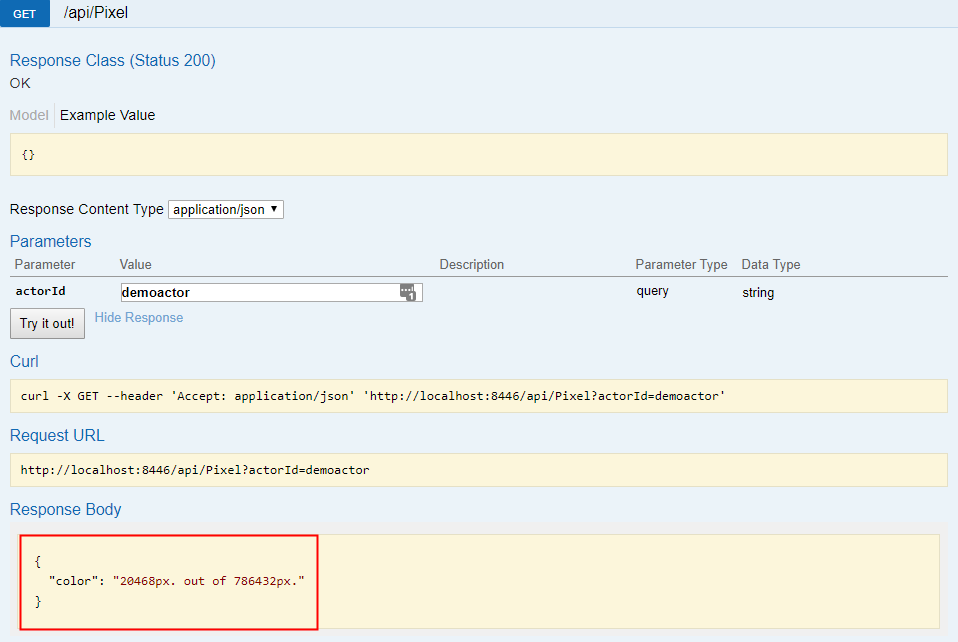 GET /api/Pixel
Response Class (Status 200)
OK
Model Example Value
{}
Response Content Type application/json ▼
Parameters
Parameter Value Description Parameter Type Data Type
actorId demoactor 1 query string
Try it out! Hide Response
Curl
curl -X GET --header 'Accept: application/json' 'http://localhost:8446/api/Pixel?actorId=demoactor'
Request URL
http://localhost:8446/api/Pixel?actorId=demoactor
Response Body
{
"color": "20468px. out of 786432px."
}